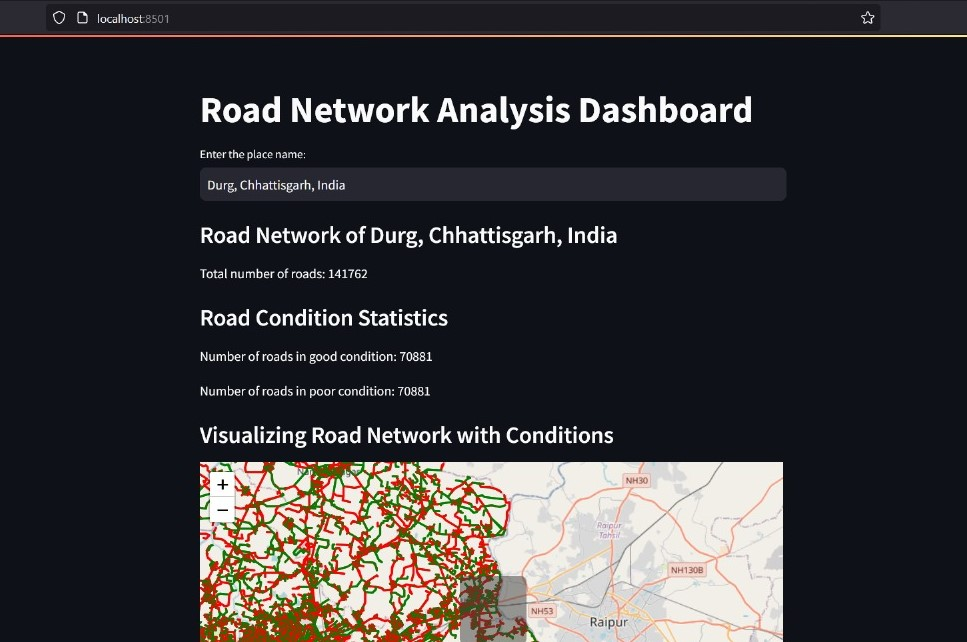 localhost:8501
Road Network Analysis Dashboard
Enter the place name:
Durg, Chhattisgarh, India
Road Network of Durg, Chhattisgarh, India
Total number of roads: 141762
Road Condition Statistics
Number of roads in good condition: 70881
Number of roads in poor condition: 70881
Visualizing Road Network with Conditions
+
−
NH30
Raipur
Tahsil
NH130B
NH53
Raipur